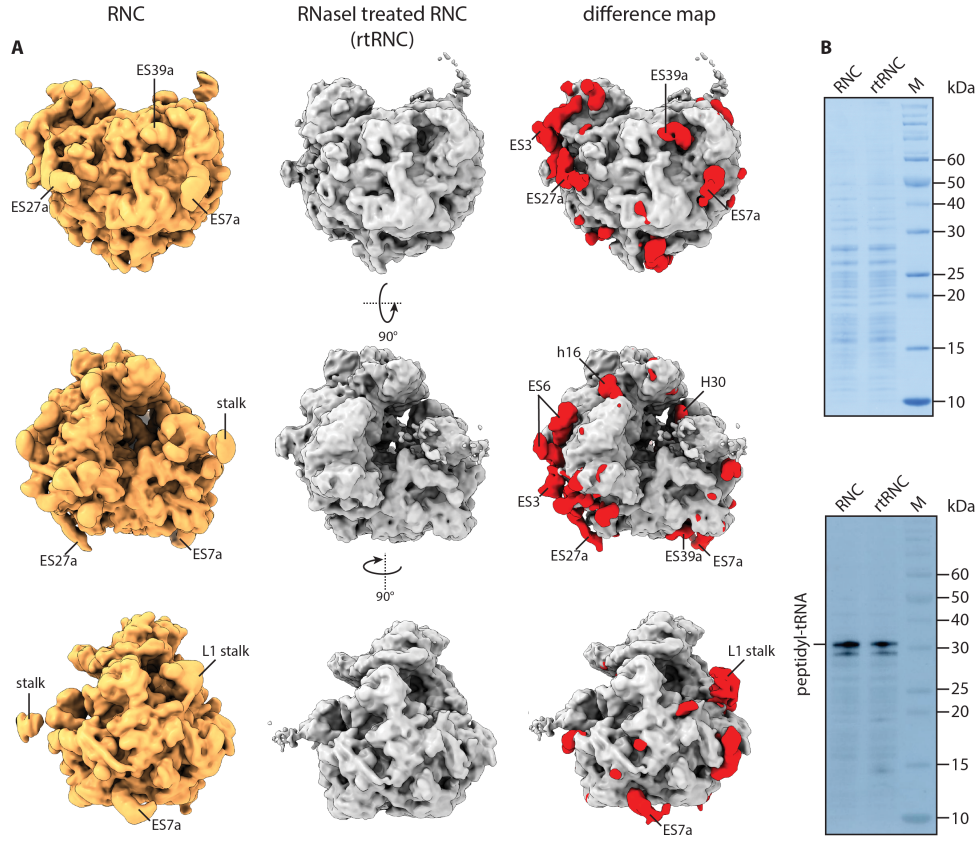 RNC
RNaseI treated RNC
(rtRNC)
difference map
A
ES39a
ES27a
ES7a
ES39a
ES3
ES27a
ES7a
90°
stalk
ES27a
ES7a
h16
ES6
H30
ES3
ES27a
ES39a
ES7a
90°
stalk
L1 stalk
ES7a
L1 stalk
ES7a
B
RNC
rtRNC
M
kDa
60
50
40
30
25
20
15
10
RNC
rtRNC
M
kDa
peptidyl-tRNA
60
50
40
30
25
20
15
10